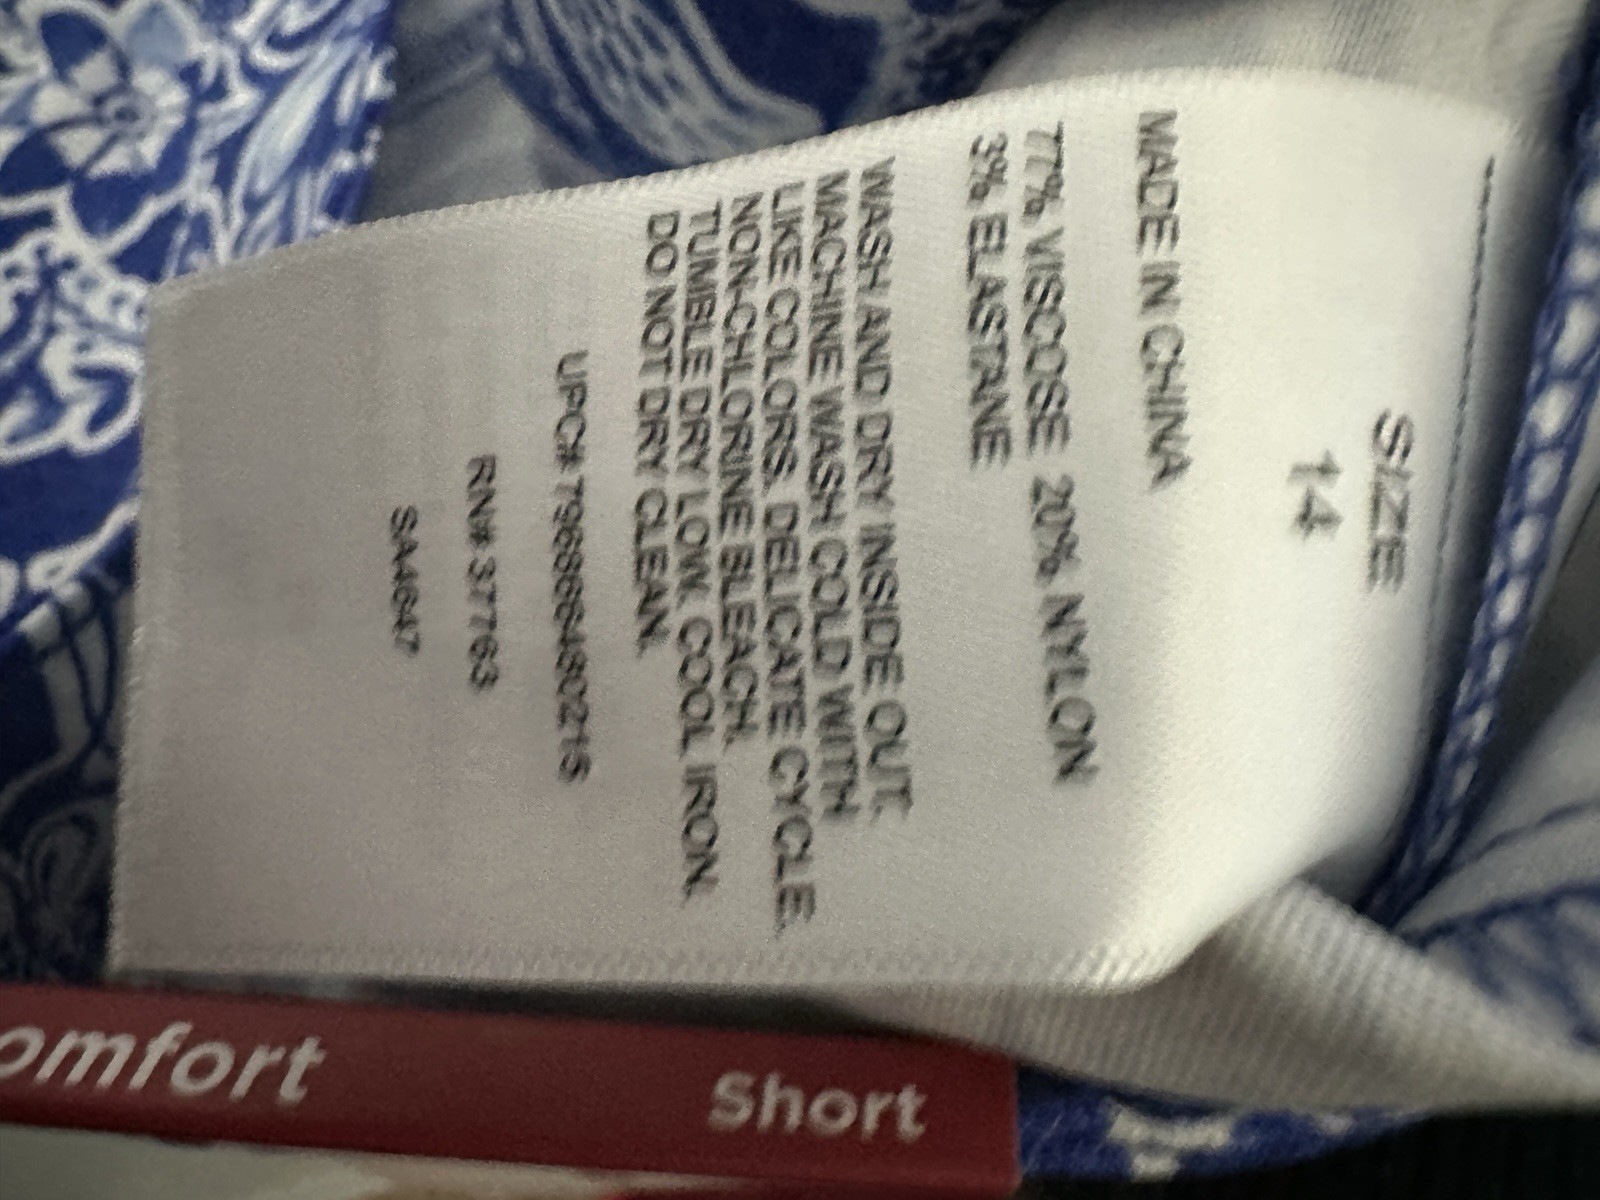 SIZE
14
MADE IN CHINA
77% VISCOSE 20% NYLON
3% ELASTANE
WASH AND DRY INSIDE OUT.
MACHINE WASH COLD WITH
LIKE COLORS. DELICATE CYCLE.
NON-CHLORINE BLEACH.
TUMBLE DRY LOW. COOL IRON.
DO NOT DRY CLEAN.
UPC#
RN# 37763
SA4647
omfort
Short